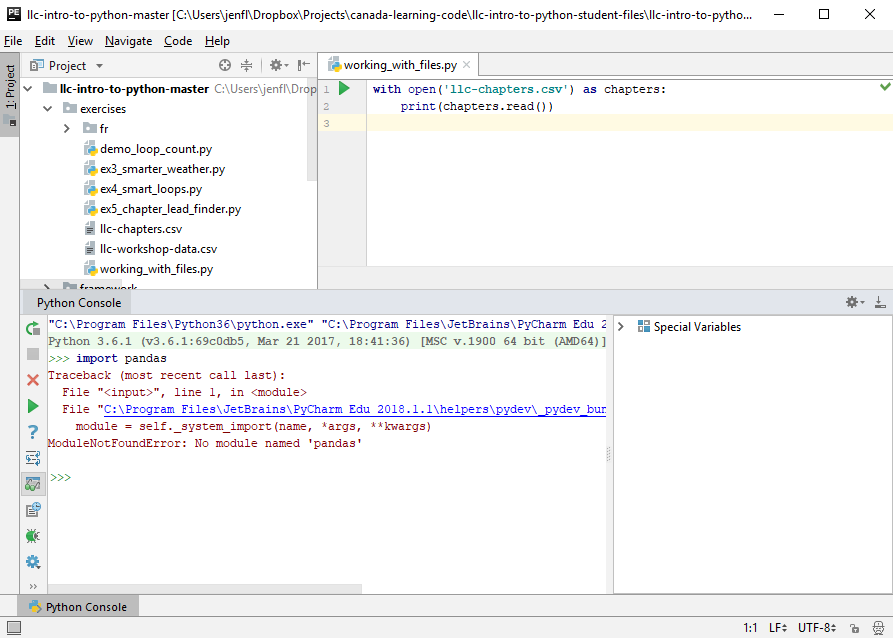 llc-intro-to-python-master [C:\Users\jenfl\Dropbox\Projects\canada-learning-code\llc-intro-to-python-student-files\llc-intro-to-pytho...
File Edit View Navigate Code Help
1: Project
Project
working_with_files.py
llc-intro-to-python-master C:\Users\jenfl\Drop
exercises
fr
demo_loop_count.py
ex3_smarter_weather.py
ex4_smart_loops.py
ex5_chapter_lead_finder.py
llc-chapters.csv
llc-workshop-data.csv
working_with_files.py
framework
1 with open('llc-chapters.csv') as chapters:
2 print(chapters.read())
3
Python Console
"C:\Program Files\Python36\python.exe" "C:\Program Files\JetBrains\PyCharm Edu 2
Python 3.6.1 (v3.6.1:69c0db5, Mar 21 2017, 18:41:36) [MSC v.1900 64 bit (AMD64)]
>>> import pandas
Traceback (most recent call last):
File "<input>", line 1, in <module>
File "C:\Program Files\JetBrains\PyCharm Edu 2018.1.1\helpers\pydev\_pydev_bun
module = self._system_import(name, *args, **kwargs)
ModuleNotFoundError: No module named 'pandas'
>>>
Special Variables
Python Console
1:1 LF UTF-8